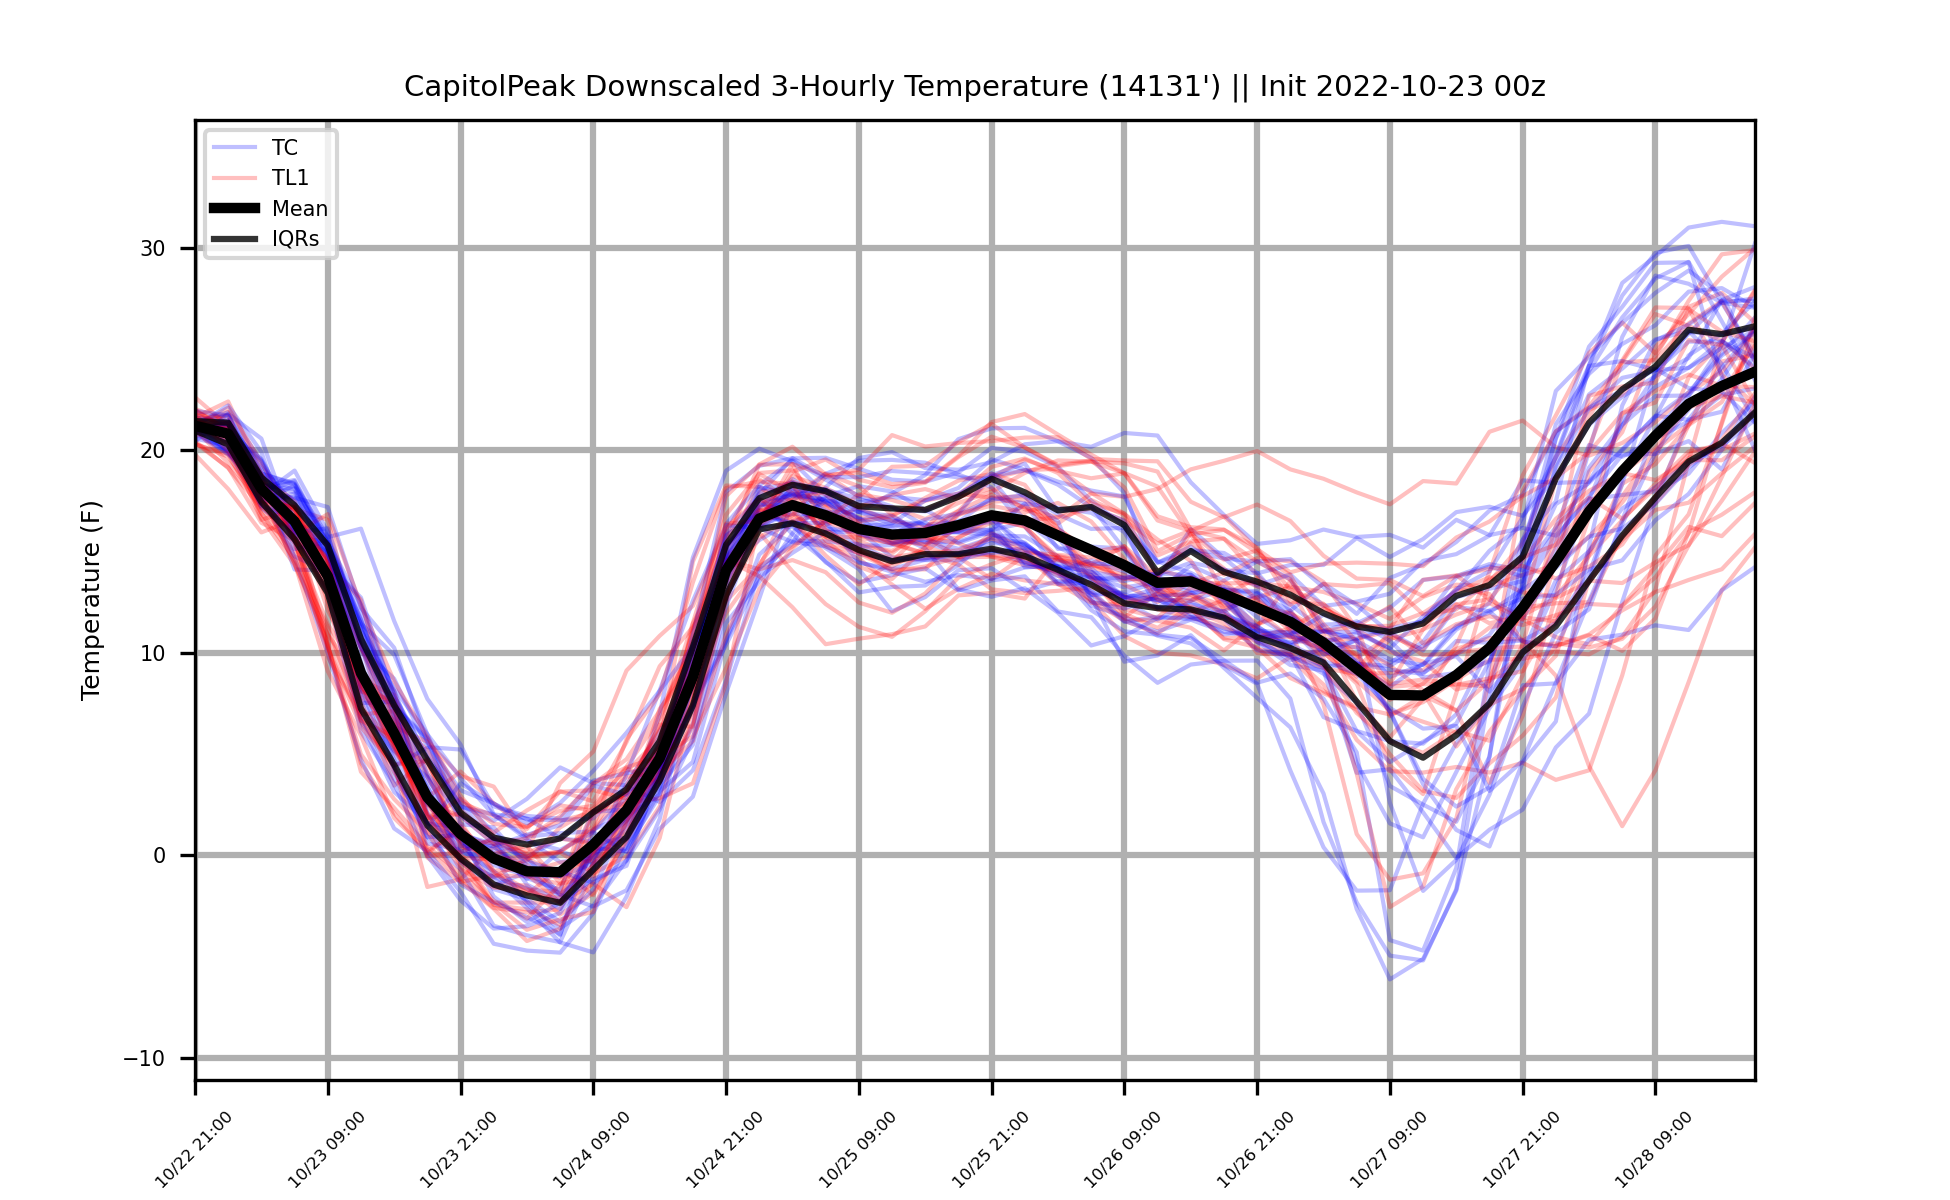 CapitolPeak Downscaled 3-Hourly Temperature (14131') || Init 2022-10-23 00z
TC
TL1
Mean
IQRs
Temperature (F)
30
20
10
0
−10
10/22 21:00
10/23 09:00
10/23 21:00
10/24 09:00
10/24 21:00
10/25 09:00
10/25 21:00
10/26 09:00
10/26 21:00
10/27 09:00
10/27 21:00
10/28 09:00